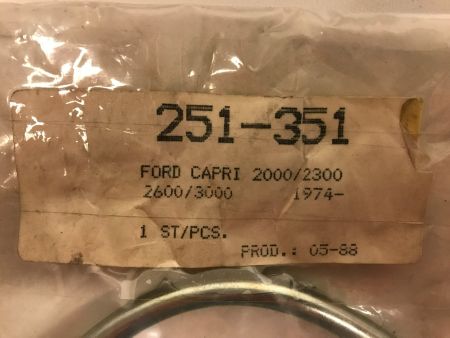 251-351
FORD CAPRI 2000/2300
2600/3000 1974-
1 ST/PCS.
PROD.: 05-88